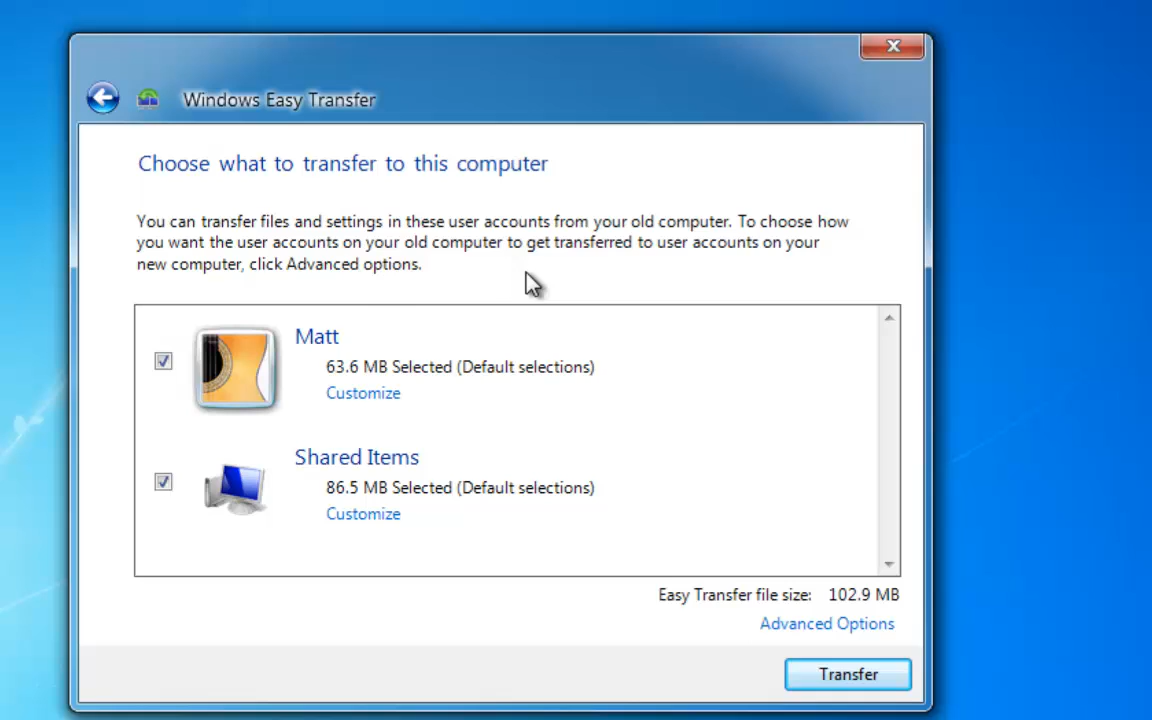 Windows Easy Transfer
Choose what to transfer to this computer
You can transfer files and settings in these user accounts from your old computer. To choose how
you want the user accounts on your old computer to get transferred to user accounts on your
new computer, click Advanced options.
Matt
63.6 MB Selected (Default selections)
Customize
Shared Items
86.5 MB Selected (Default selections)
Customize
Easy Transfer file size: 102.9 MB
Advanced Options
Transfer